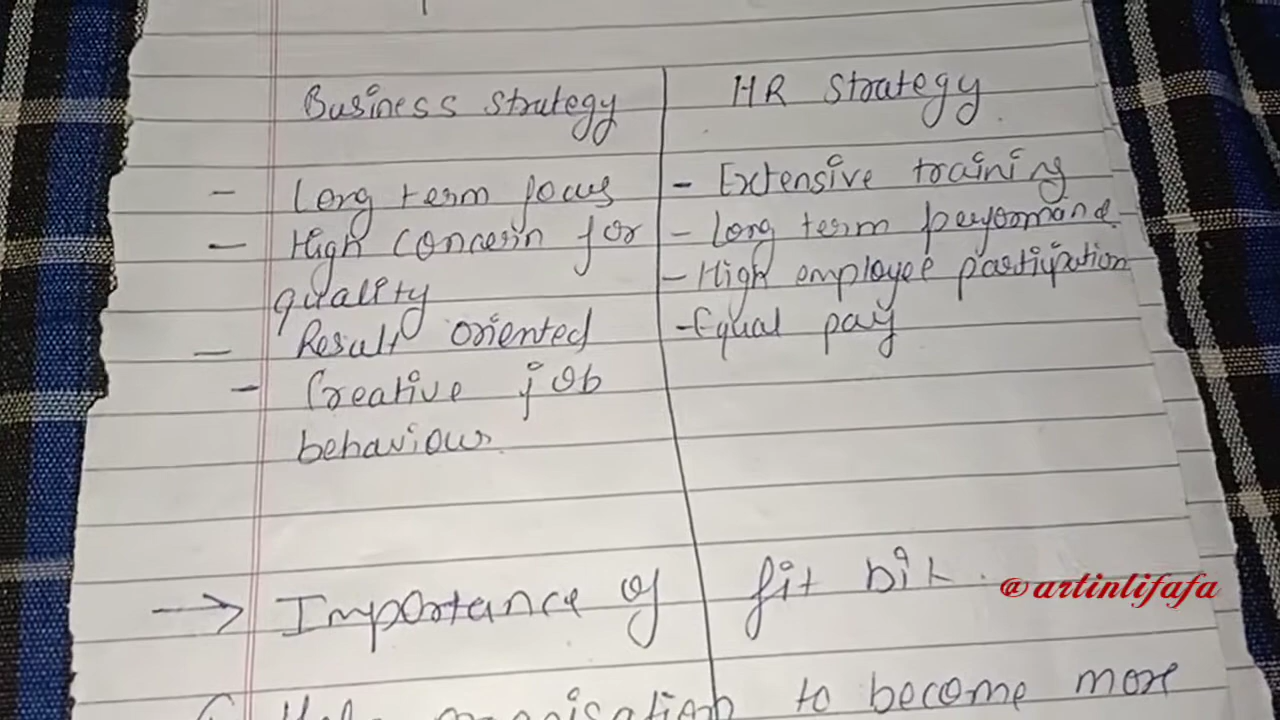 Business strategy | HR strategy
- Long term focus | - Extensive training
- High concern for | - Long term performance
quality | - High employee participation
- Result oriented | - Equal pay
- Creative job
behaviour
→ Importance of fit
@artinlifafa
organisation to become more